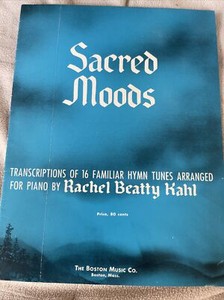 Sacred
Moods
TRANSCRIPTIONS OF 16 FAMILIAR HYMN TUNES ARRANGED
FOR PIANO BY Rachel Beatty Kahl
Price, 80 cents
THE BOSTON MUSIC CO.
BOSTON, MASS.